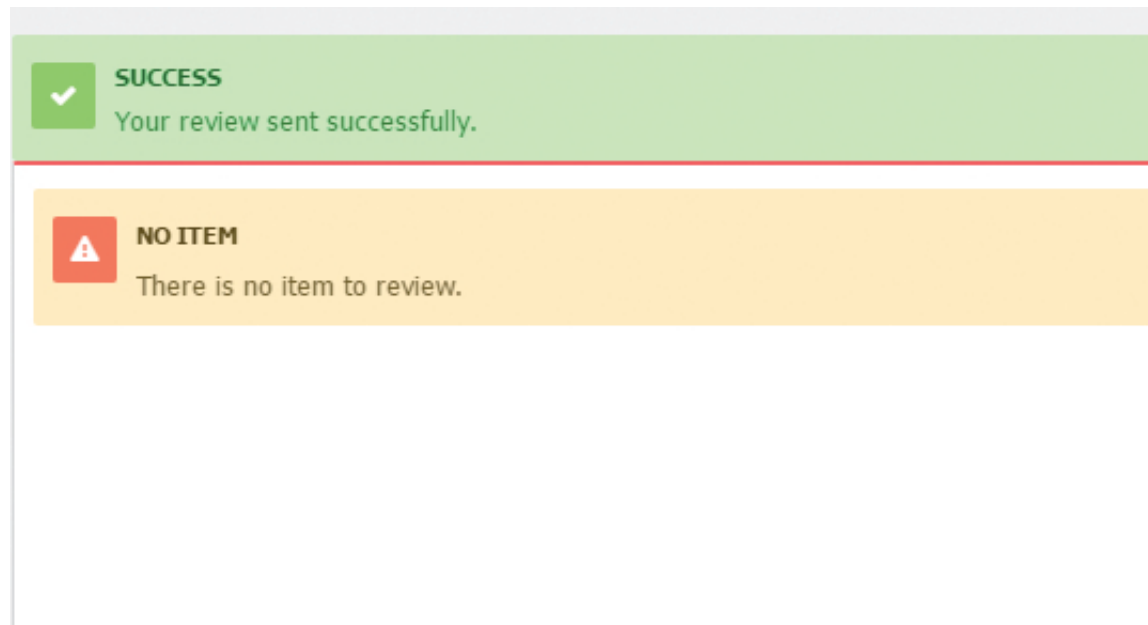 SUCCESS
Your review sent successfully.
NO ITEM
There is no item to review.